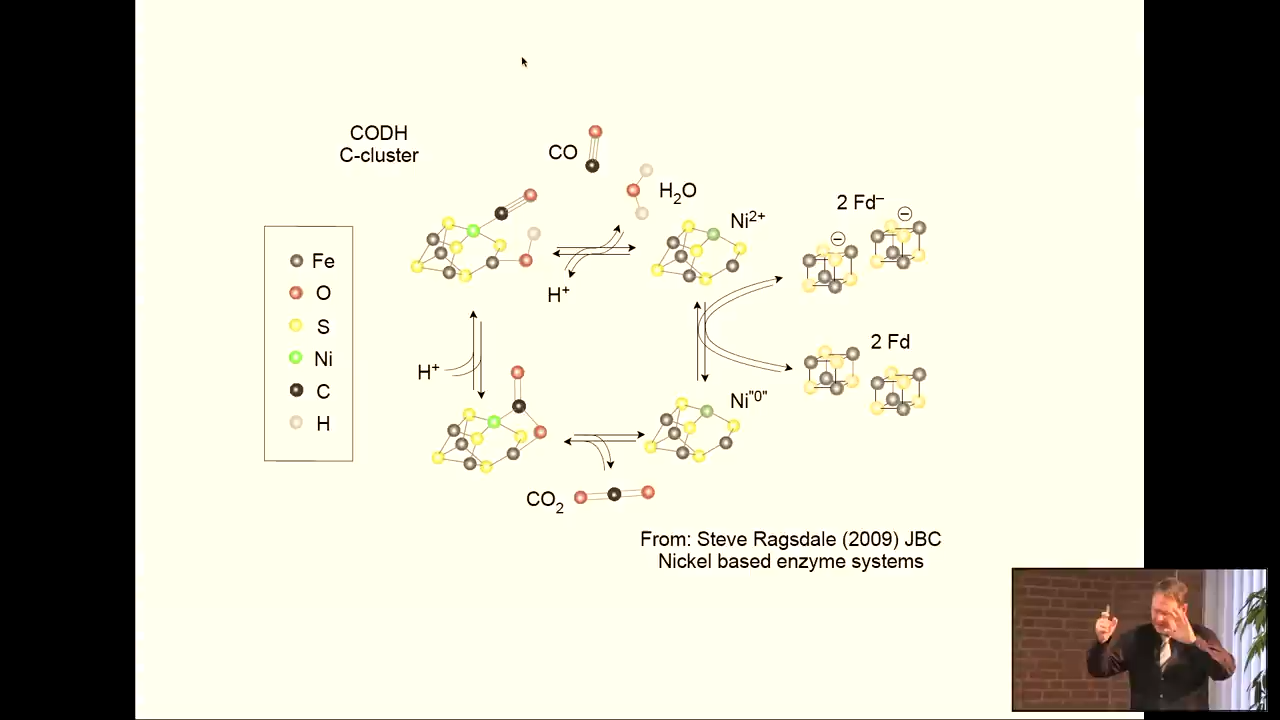 CODH
C-cluster
CO
H₂O
Ni²⁺
2 Fd⁻
Fe
O
S
Ni
C
H
H⁺
H⁺
2 Fd
Ni"⁰"
CO₂
From: Steve Ragsdale (2009) JBC
Nickel based enzyme systems